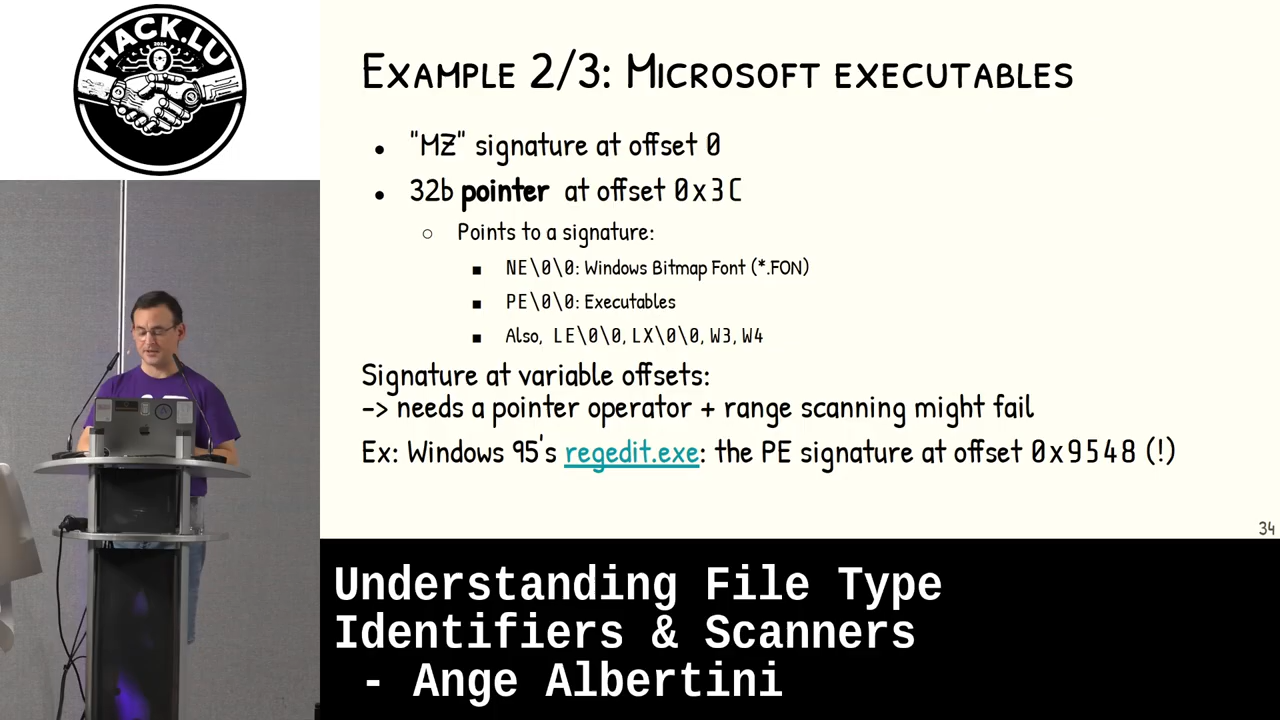 HACK.LU
2024
Example 2/3: Microsoft executables
● "MZ" signature at offset 0
● 32b pointer at offset 0x3C
○ Points to a signature:
■ NE\0\0: Windows Bitmap Font (*.FON)
■ PE\0\0: Executables
■ Also, LE\0\0, LX\0\0, W3, W4
Signature at variable offsets:
-> needs a pointer operator + range scanning might fail
Ex: Windows 95's regedit.exe: the PE signature at offset 0x9548 (!)
34
Understanding File Type
Identifiers & Scanners
- Ange Albertini